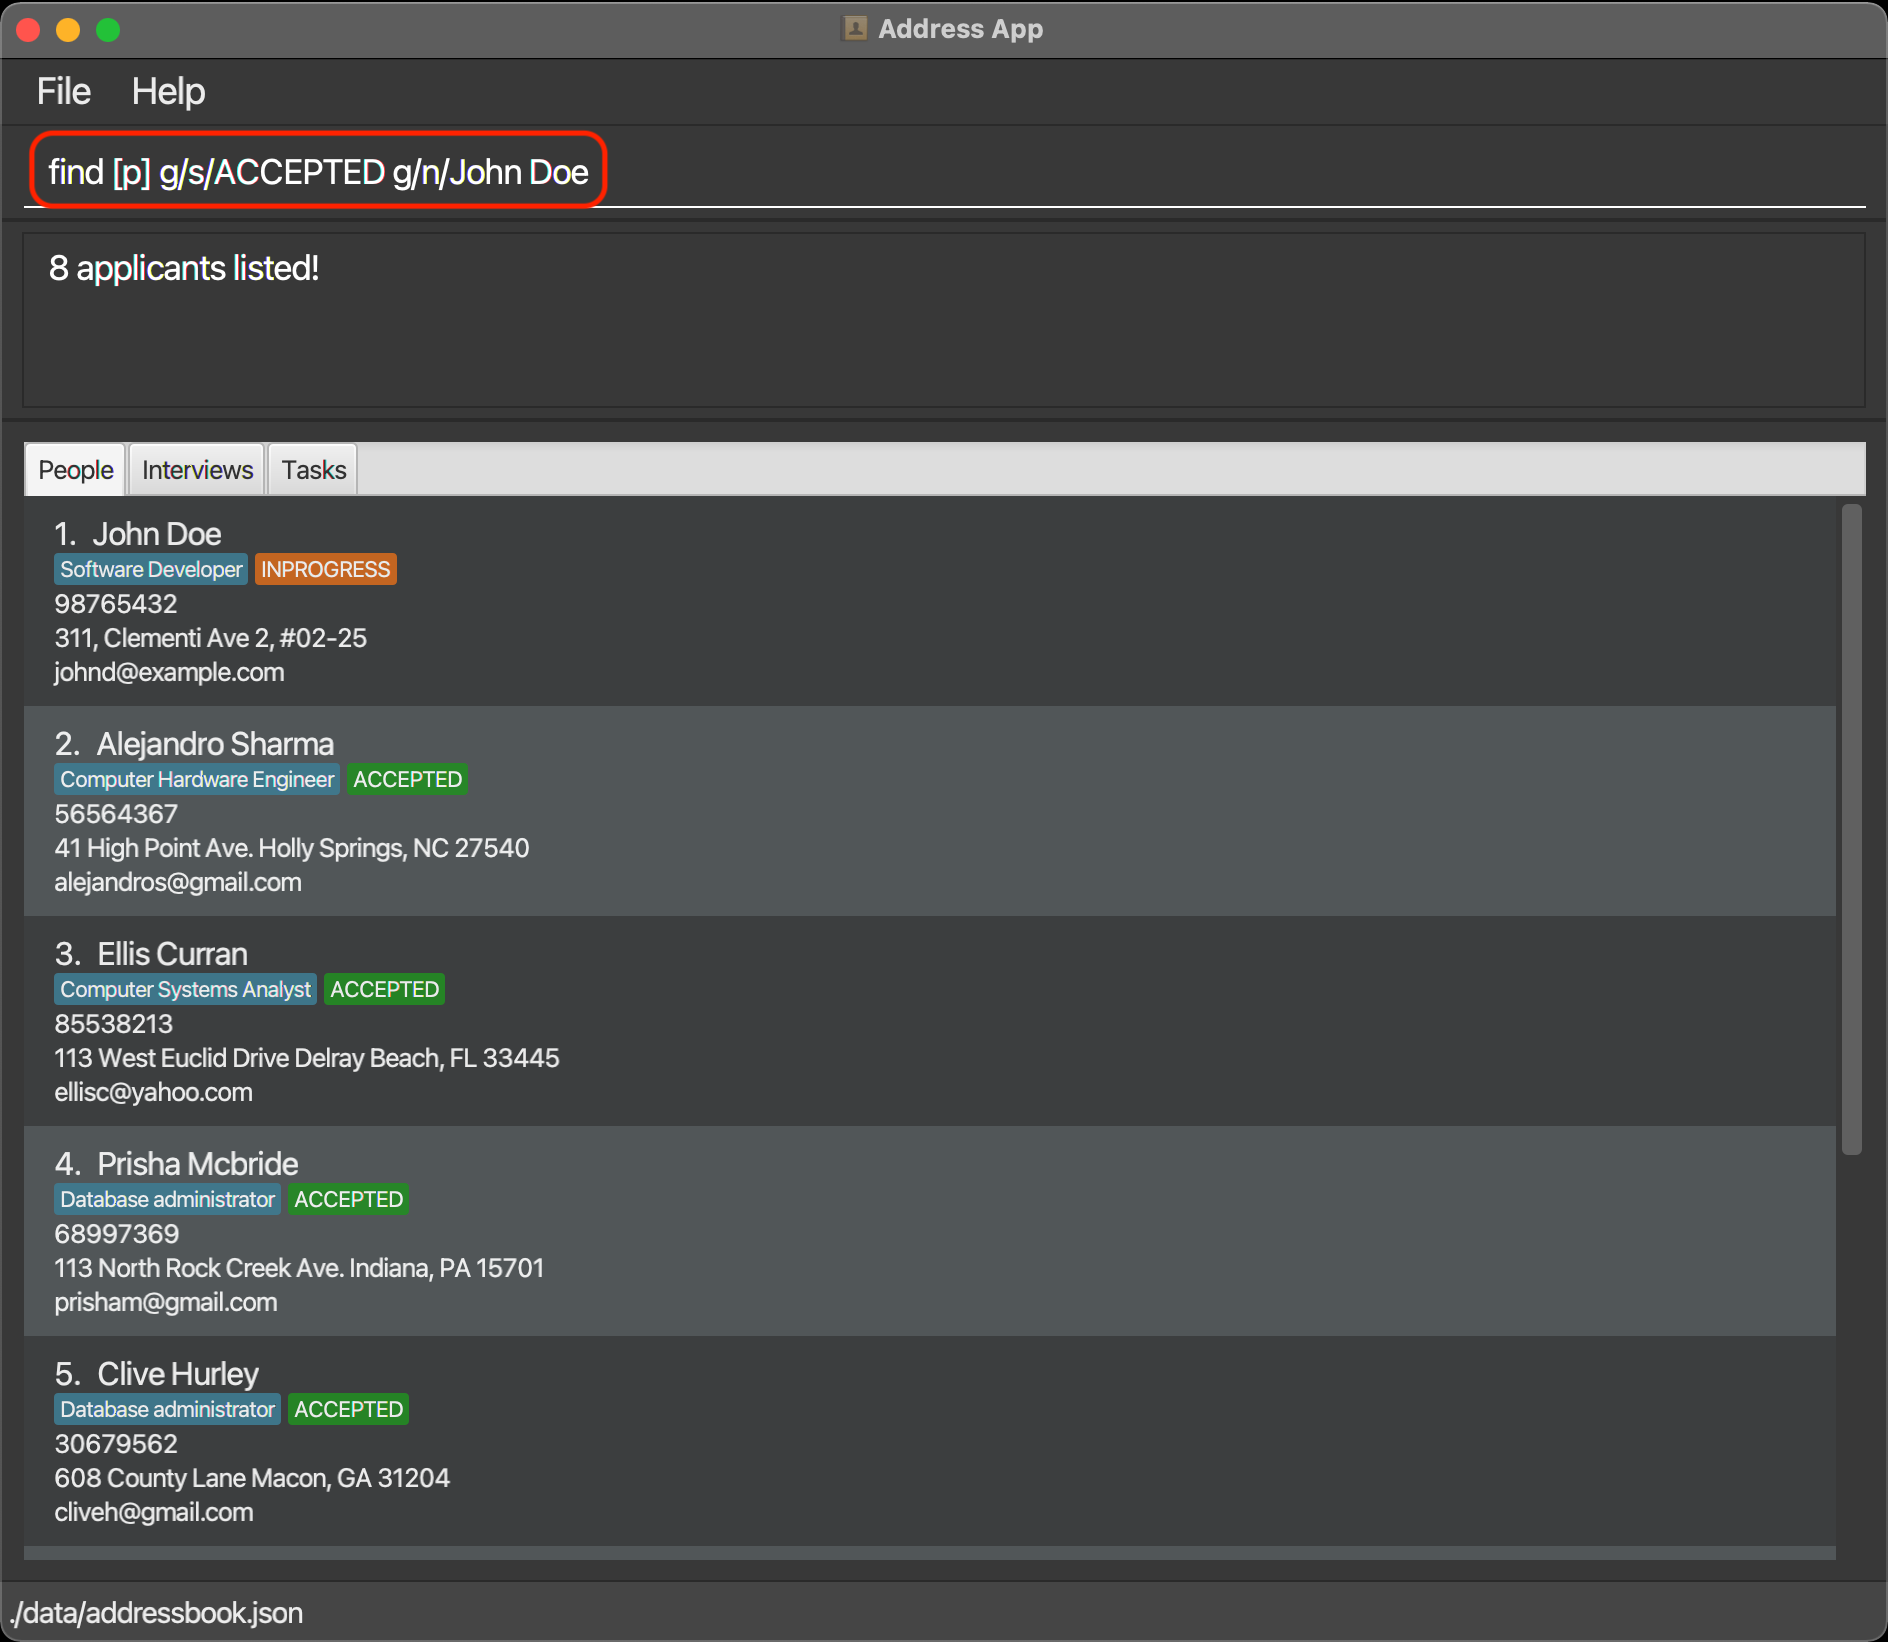 Address App
File Help
find [p] g/s/ACCEPTED g/n/John Doe
8 applicants listed!
People Interviews Tasks
1. John Doe
Software Developer INPROGRESS
98765432
311, Clementi Ave 2, #02-25
johnd@example.com
2. Alejandro Sharma
Computer Hardware Engineer ACCEPTED
56564367
41 High Point Ave. Holly Springs, NC 27540
alejandros@gmail.com
3. Ellis Curran
Computer Systems Analyst ACCEPTED
85538213
113 West Euclid Drive Delray Beach, FL 33445
ellisc@yahoo.com
4. Prisha Mcbride
Database administrator ACCEPTED
68997369
113 North Rock Creek Ave. Indiana, PA 15701
prisham@gmail.com
5. Clive Hurley
Database administrator ACCEPTED
30679562
608 County Lane Macon, GA 31204
cliveh@gmail.com
./data/addressbook.json